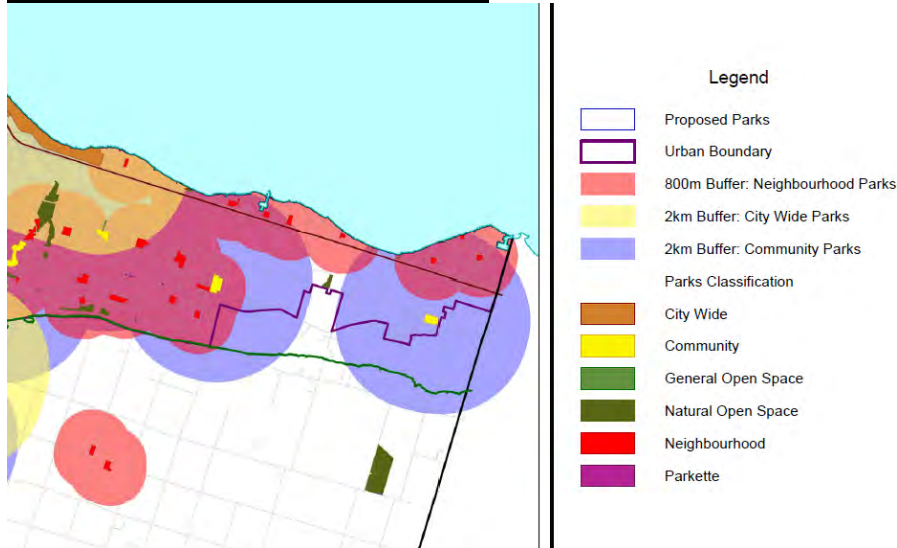 Legend
Proposed Parks
Urban Boundary
800m Buffer: Neighbourhood Parks
2km Buffer: City Wide Parks
2km Buffer: Community Parks
Parks Classification
City Wide
Community
General Open Space
Natural Open Space
Neighbourhood
Parkette